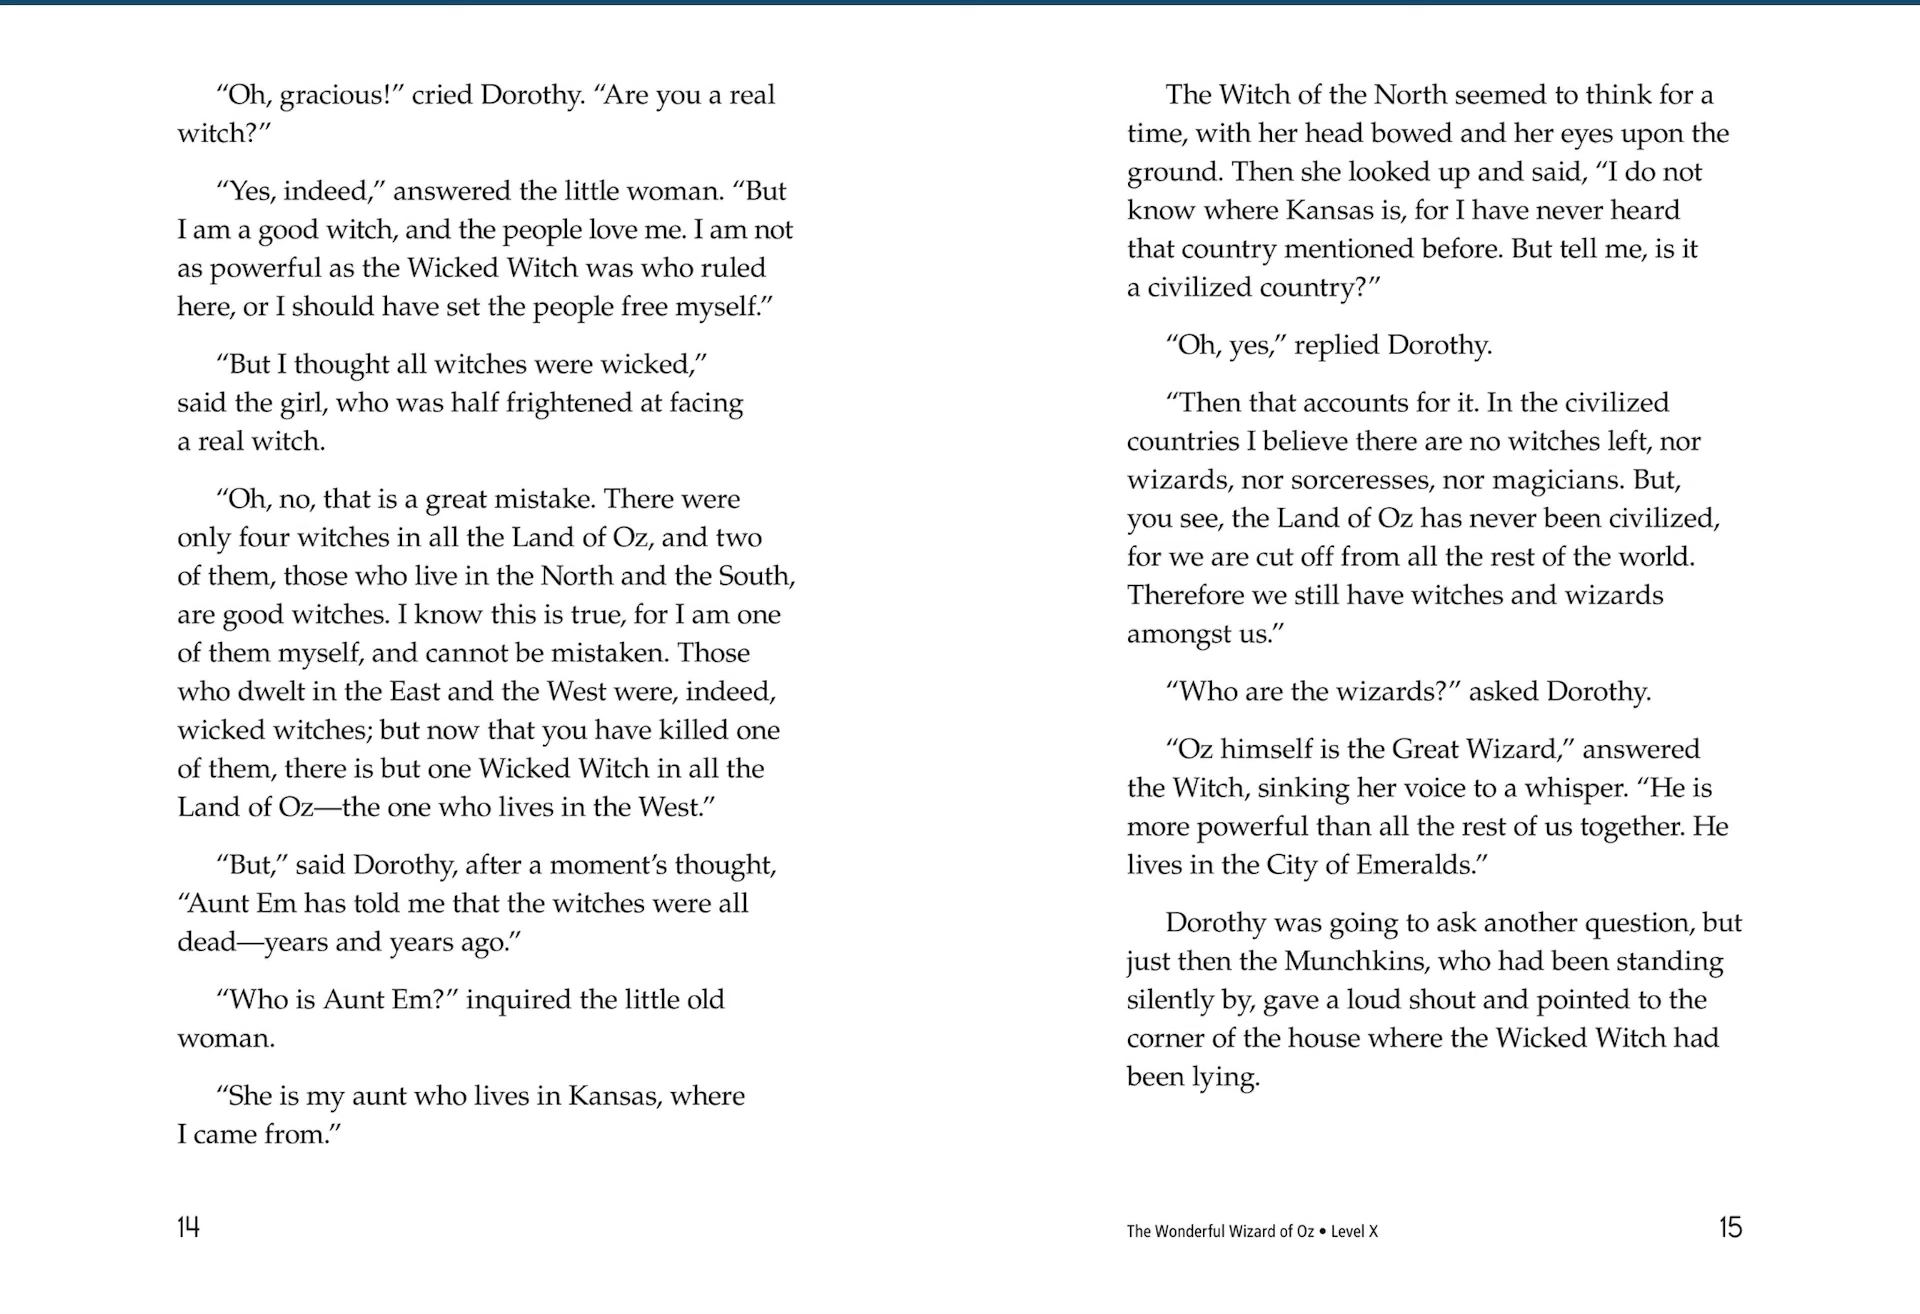 “Oh, gracious!” cried Dorothy. “Are you a real
witch?”
“Yes, indeed,” answered the little woman. “But
I am a good witch, and the people love me. I am not
as powerful as the Wicked Witch was who ruled
here, or I should have set the people free myself.”
“But I thought all witches were wicked,”
said the girl, who was half frightened at facing
a real witch.
“Oh, no, that is a great mistake. There were
only four witches in all the Land of Oz, and two
of them, those who live in the North and the South,
are good witches. I know this is true, for I am one
of them myself, and cannot be mistaken. Those
who dwelt in the East and the West were, indeed,
wicked witches; but now that you have killed one
of them, there is but one Wicked Witch in all the
Land of Oz—the one who lives in the West.”
“But,” said Dorothy, after a moment’s thought,
“Aunt Em has told me that the witches were all
dead—years and years ago.”
“Who is Aunt Em?” inquired the little old
woman.
“She is my aunt who lives in Kansas, where
I came from.”
14
The Witch of the North seemed to think for a
time, with her head bowed and her eyes upon the
ground. Then she looked up and said, “I do not
know where Kansas is, for I have never heard
that country mentioned before. But tell me, is it
a civilized country?”
“Oh, yes,” replied Dorothy.
“Then that accounts for it. In the civilized
countries I believe there are no witches left, nor
wizards, nor sorceresses, nor magicians. But,
you see, the Land of Oz has never been civilized,
for we are cut off from all the rest of the world.
Therefore we still have witches and wizards
amongst us.”
“Who are the wizards?” asked Dorothy.
“Oz himself is the Great Wizard,” answered
the Witch, sinking her voice to a whisper. “He is
more powerful than all the rest of us together. He
lives in the City of Emeralds.”
Dorothy was going to ask another question, but
just then the Munchkins, who had been standing
silently by, gave a loud shout and pointed to the
corner of the house where the Wicked Witch had
been lying.
The Wonderful Wizard of Oz • Level X
15